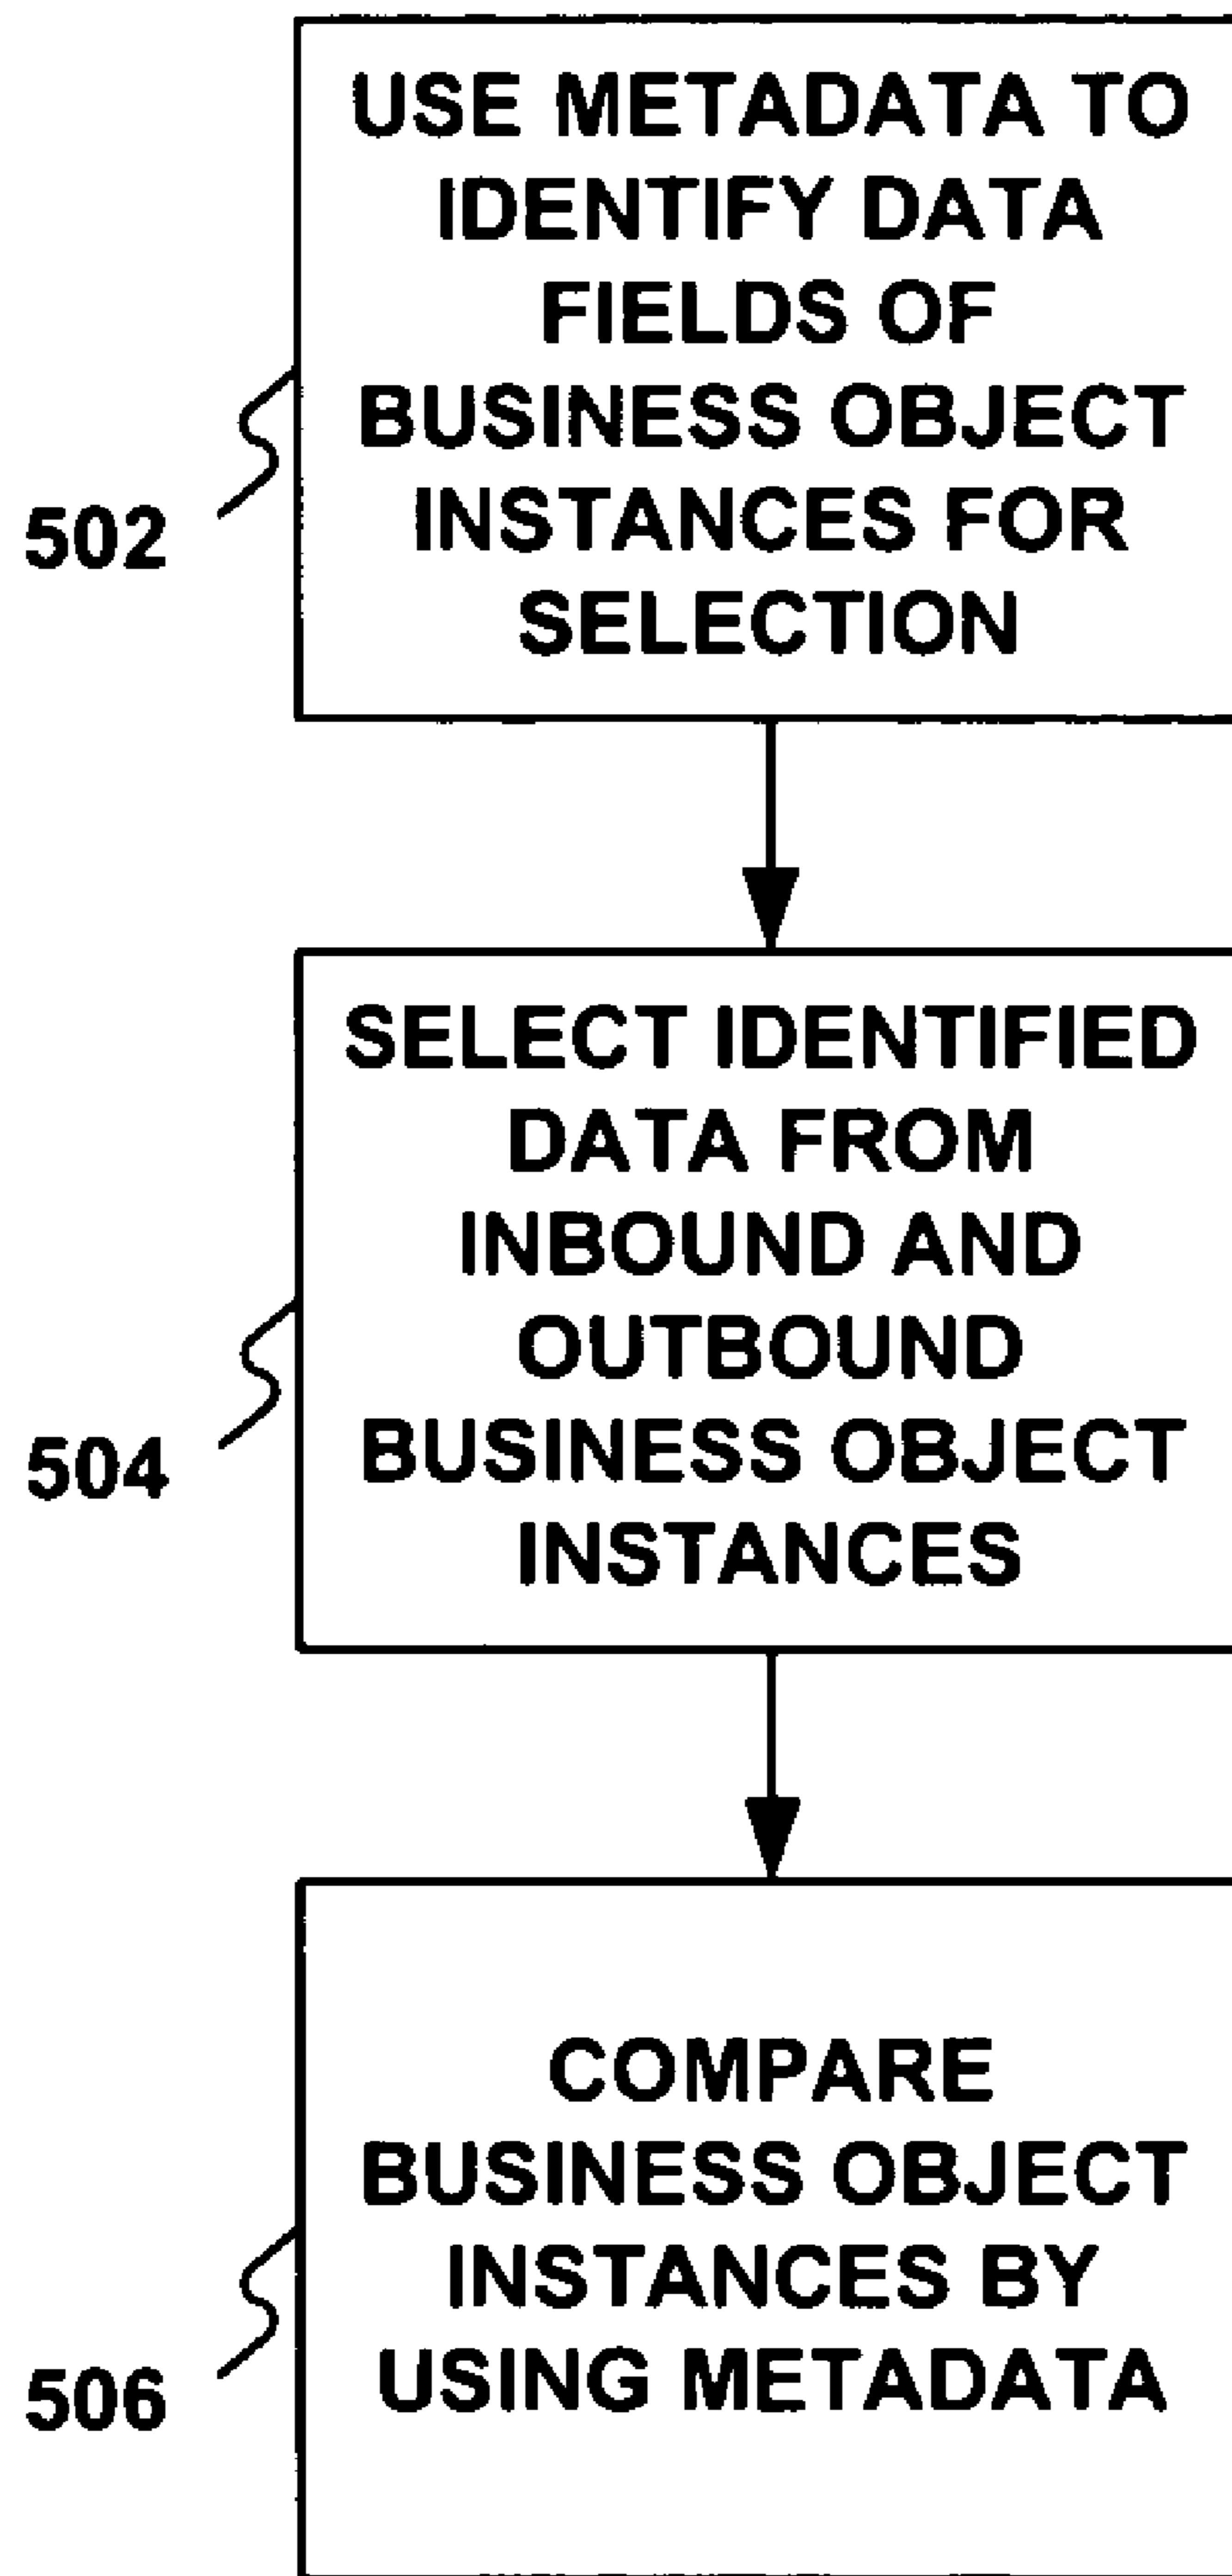 USE METADATA TO
IDENTIFY DATA
FIELDS OF
BUSINESS OBJECT
INSTANCES FOR
SELECTION
502
SELECT IDENTIFIED
DATA FROM
INBOUND AND
OUTBOUND
BUSINESS OBJECT
INSTANCES
504
COMPARE
BUSINESS OBJECT
INSTANCES BY
USING METADATA
506